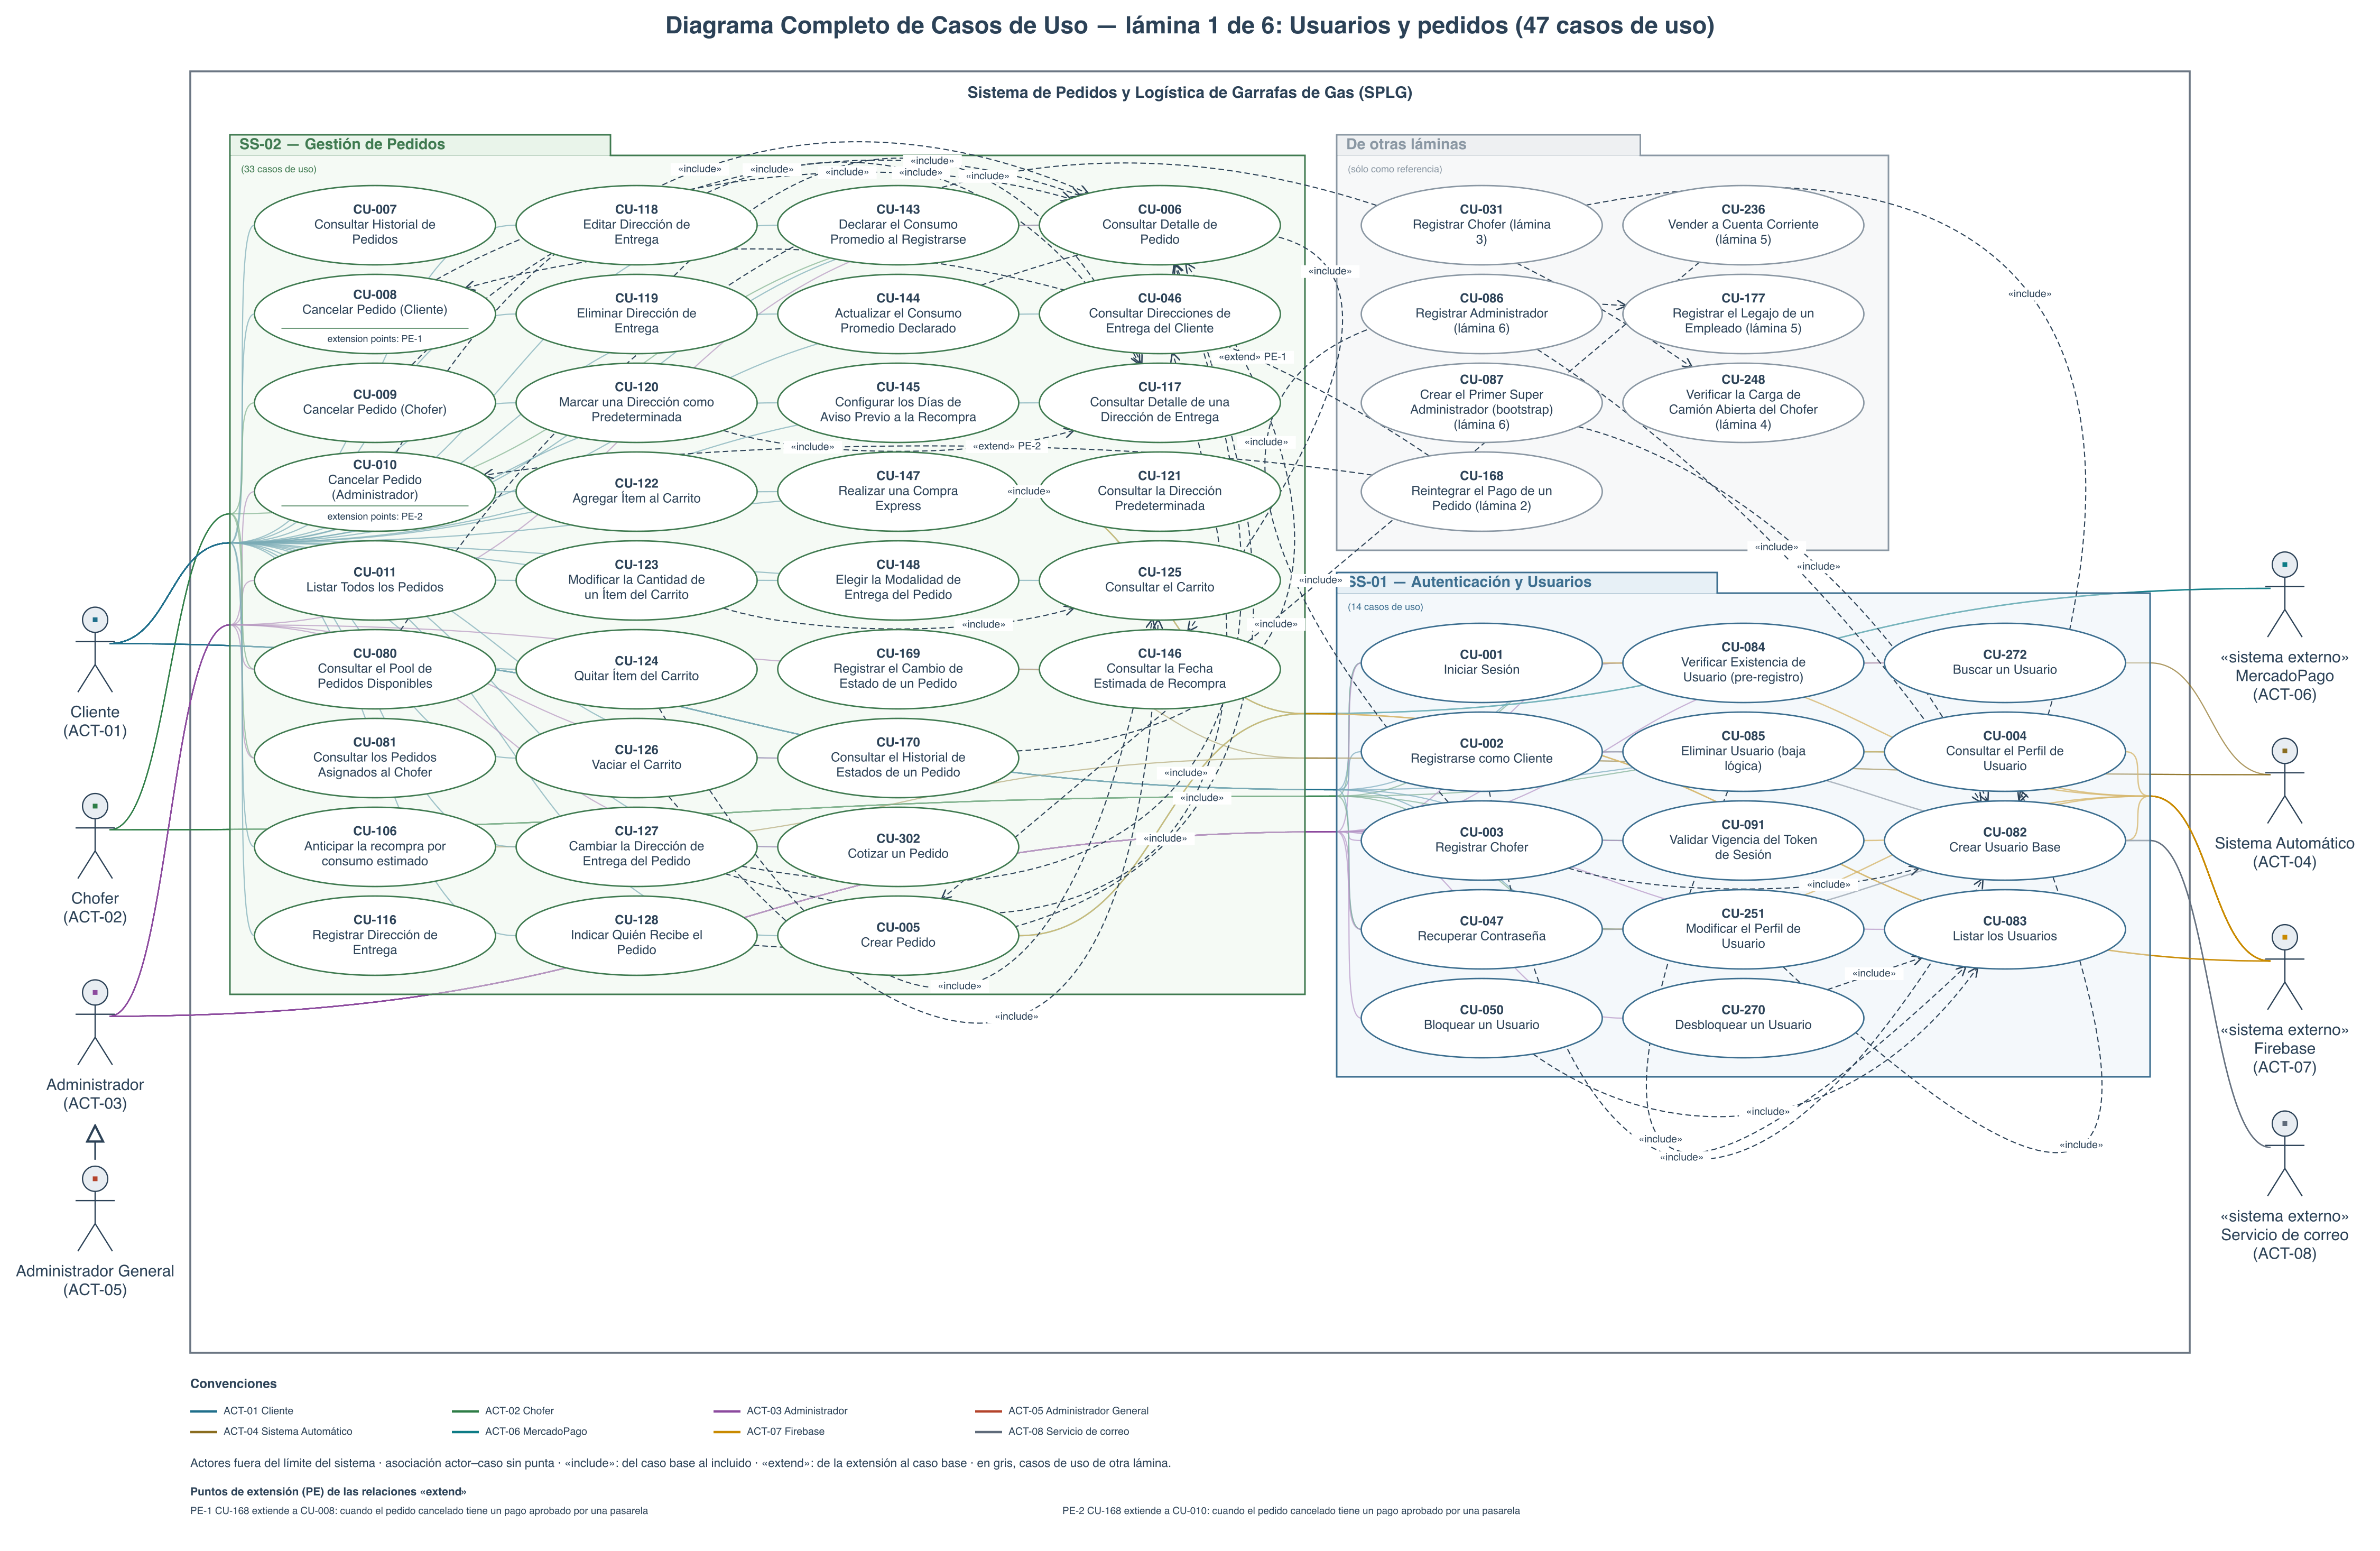 Diagrama Completo de Casos de Uso — lámina 1 de 6: Usuarios y pedidos (47 casos de uso)
Sistema de Pedidos y Logística de Garrafas de Gas (SPLG)
SS-02 — Gestión de Pedidos
(33 casos de uso)
CU-007
Consultar Historial de
Pedidos
CU-118
Editar Dirección de
Entrega
CU-143
Declarar el Consumo
Promedio al Registrarse
CU-006
Consultar Detalle de
Pedido
CU-008
Cancelar Pedido (Cliente)
extension points: PE-1
CU-119
Eliminar Dirección de
Entrega
CU-144
Actualizar el Consumo
Promedio Declarado
CU-046
Consultar Direcciones de
Entrega del Cliente
CU-009
Cancelar Pedido (Chofer)
CU-120
Marcar una Dirección como
Predeterminada
CU-145
Configurar los Días de
Aviso Previo a la Recompra
CU-117
Consultar Detalle de una
Dirección de Entrega
CU-010
Cancelar Pedido
(Administrador)
extension points: PE-2
CU-122
Agregar Ítem al Carrito
CU-147
Realizar una Compra
Express
CU-121
Consultar la Dirección
Predeterminada
CU-011
Listar Todos los Pedidos
CU-123
Modificar la Cantidad de
un Ítem del Carrito
CU-148
Elegir la Modalidad de
Entrega del Pedido
CU-125
Consultar el Carrito
CU-080
Consultar el Pool de
Pedidos Disponibles
CU-124
Quitar Ítem del Carrito
CU-169
Registrar el Cambio de
Estado de un Pedido
CU-146
Consultar la Fecha
Estimada de Recompra
CU-081
Consultar los Pedidos
Asignados al Chofer
CU-126
Vaciar el Carrito
CU-170
Consultar el Historial de
Estados de un Pedido
CU-106
Anticipar la recompra por
consumo estimado
CU-127
Cambiar la Dirección de
Entrega del Pedido
CU-302
Cotizar un Pedido
CU-116
Registrar Dirección de
Entrega
CU-128
Indicar Quién Recibe el
Pedido
CU-005
Crear Pedido
«include»
«include»
«include»
«include»
«include»
«include»
«include»
«extend» PE-1
«include»
«include»
«extend» PE-2
«include»
«include»
«include»
«include»
«include»
«include»
«include»
«include»
«include»
De otras láminas
(sólo como referencia)
CU-031
Registrar Chofer (lámina
3)
CU-236
Vender a Cuenta Corriente
(lámina 5)
CU-086
Registrar Administrador
(lámina 6)
CU-177
Registrar el Legajo de un
Empleado (lámina 5)
CU-087
Crear el Primer Super
Administrador (bootstrap)
(lámina 6)
CU-248
Verificar la Carga de
Camión Abierta del Chofer
(lámina 4)
CU-168
Reintegrar el Pago de un
Pedido (lámina 2)
«include»
«include»
«include»
SS-01 — Autenticación y Usuarios
(14 casos de uso)
CU-001
Iniciar Sesión
CU-084
Verificar Existencia de
Usuario (pre-registro)
CU-272
Buscar un Usuario
CU-002
Registrarse como Cliente
CU-085
Eliminar Usuario (baja
lógica)
CU-004
Consultar el Perfil de
Usuario
CU-003
Registrar Chofer
CU-091
Validar Vigencia del Token
de Sesión
CU-082
Crear Usuario Base
CU-047
Recuperar Contraseña
CU-251
Modificar el Perfil de
Usuario
CU-083
Listar los Usuarios
CU-050
Bloquear un Usuario
CU-270
Desbloquear un Usuario
«include»
«include»
«include»
«include»
«include»
«include»
Cliente
(ACT-01)
Chofer
(ACT-02)
Administrador
(ACT-03)
Administrador General
(ACT-05)
«sistema externo»
MercadoPago
(ACT-06)
Sistema Automático
(ACT-04)
«sistema externo»
Firebase
(ACT-07)
«sistema externo»
Servicio de correo
(ACT-08)
Convenciones
ACT-01 Cliente
ACT-02 Chofer
ACT-03 Administrador
ACT-05 Administrador General
ACT-04 Sistema Automático
ACT-06 MercadoPago
ACT-07 Firebase
ACT-08 Servicio de correo
Actores fuera del límite del sistema · asociación actor–caso sin punta · «include»: del caso base al incluido · «extend»: de la extensión al caso base · en gris, casos de uso de otra lámina.
Puntos de extensión (PE) de las relaciones «extend»
PE-1 CU-168 extiende a CU-008: cuando el pedido cancelado tiene un pago aprobado por una pasarela
PE-2 CU-168 extiende a CU-010: cuando el pedido cancelado tiene un pago aprobado por una pasarela